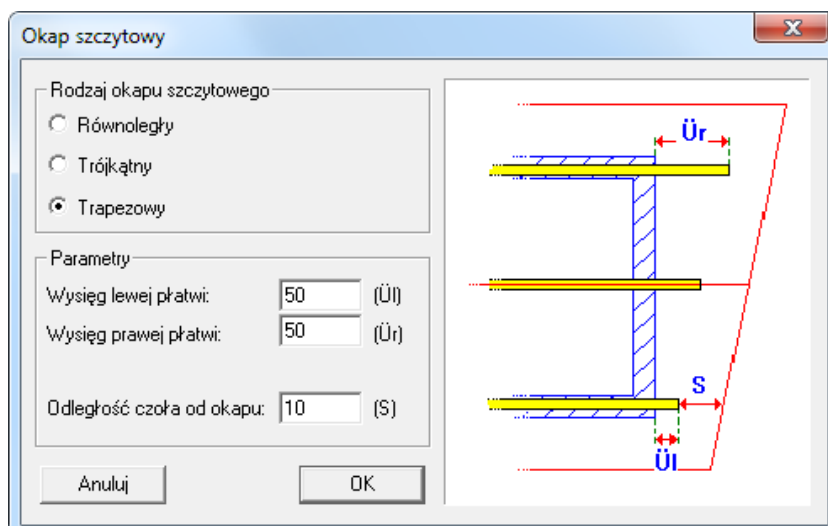 Okap szczytowy
Rodzaj okapu szczytowego
Równoległy
Trójkątny
Trapezowy
Parametry
Wysięg lewej płatwi: 50 (Ül)
Wysięg prawej płatwi: 50 (Ür)
Odległość czoła od okapu: 10 (S)
Anuluj OK
Ür
S
Ül